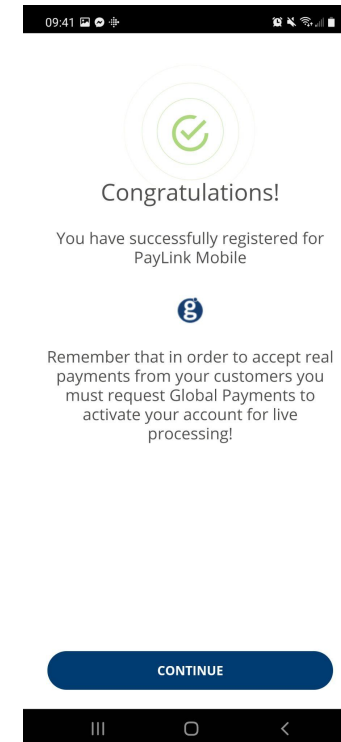 09:41
Congratulations!
You have successfully registered for
PayLink Mobile
g
Remember that in order to accept real
payments from your customers you
must request Global Payments to
activate your account for live
processing!
CONTINUE